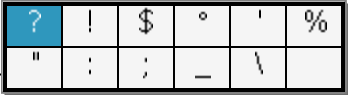 ? ! $ ° ' %
" : ; _ \